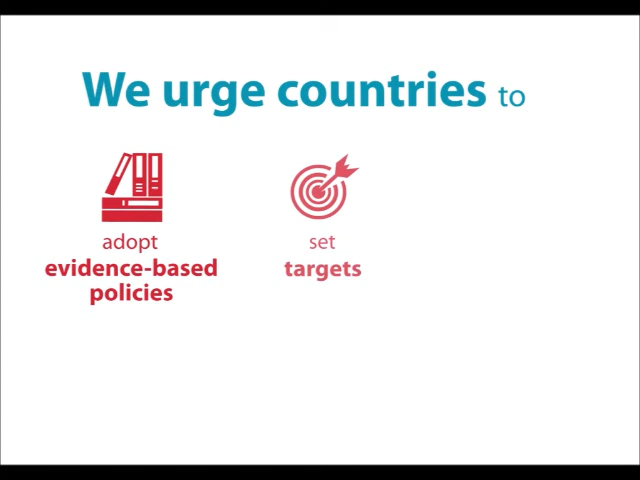 We urge countries to
adopt
evidence-based
policies
set
targets